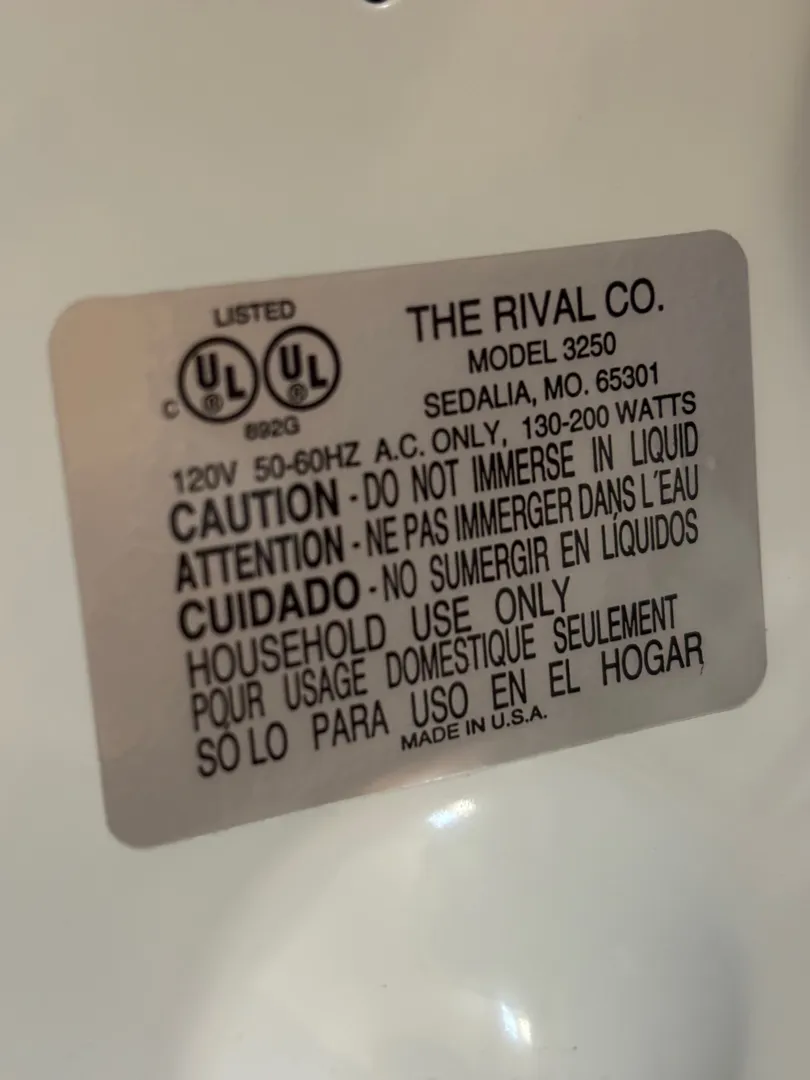 LISTED
C UL® UL®
892G
THE RIVAL CO.
MODEL 3250
SEDALIA, MO. 65301
120V 50-60HZ A.C. ONLY, 130-200 WATTS
CAUTION - DO NOT IMMERSE IN LIQUID
ATTENTION - NE PAS IMMERGER DANS L'EAU
CUIDADO - NO SUMERGIR EN LÍQUIDOS
HOUSEHOLD USE ONLY
POUR USAGE DOMESTIQUE SEULEMENT
SÓLO PARA USO EN EL HOGAR
MADE IN U.S.A.